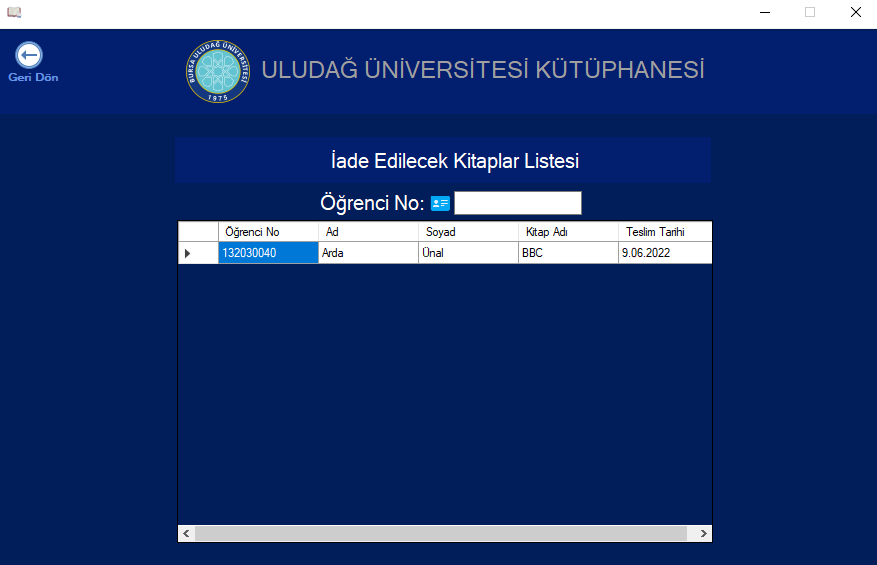 Geri Dön
BURSA ULUDAĞ ÜNİVERSİTESİ
1975
ULUDAĞ ÜNİVERSİTESİ KÜTÜPHANESİ
İade Edilecek Kitaplar Listesi
Öğrenci No:
Öğrenci No Ad Soyad Kitap Adı Teslim Tarihi
132030040 Arda Ünal BBC 9.06.2022